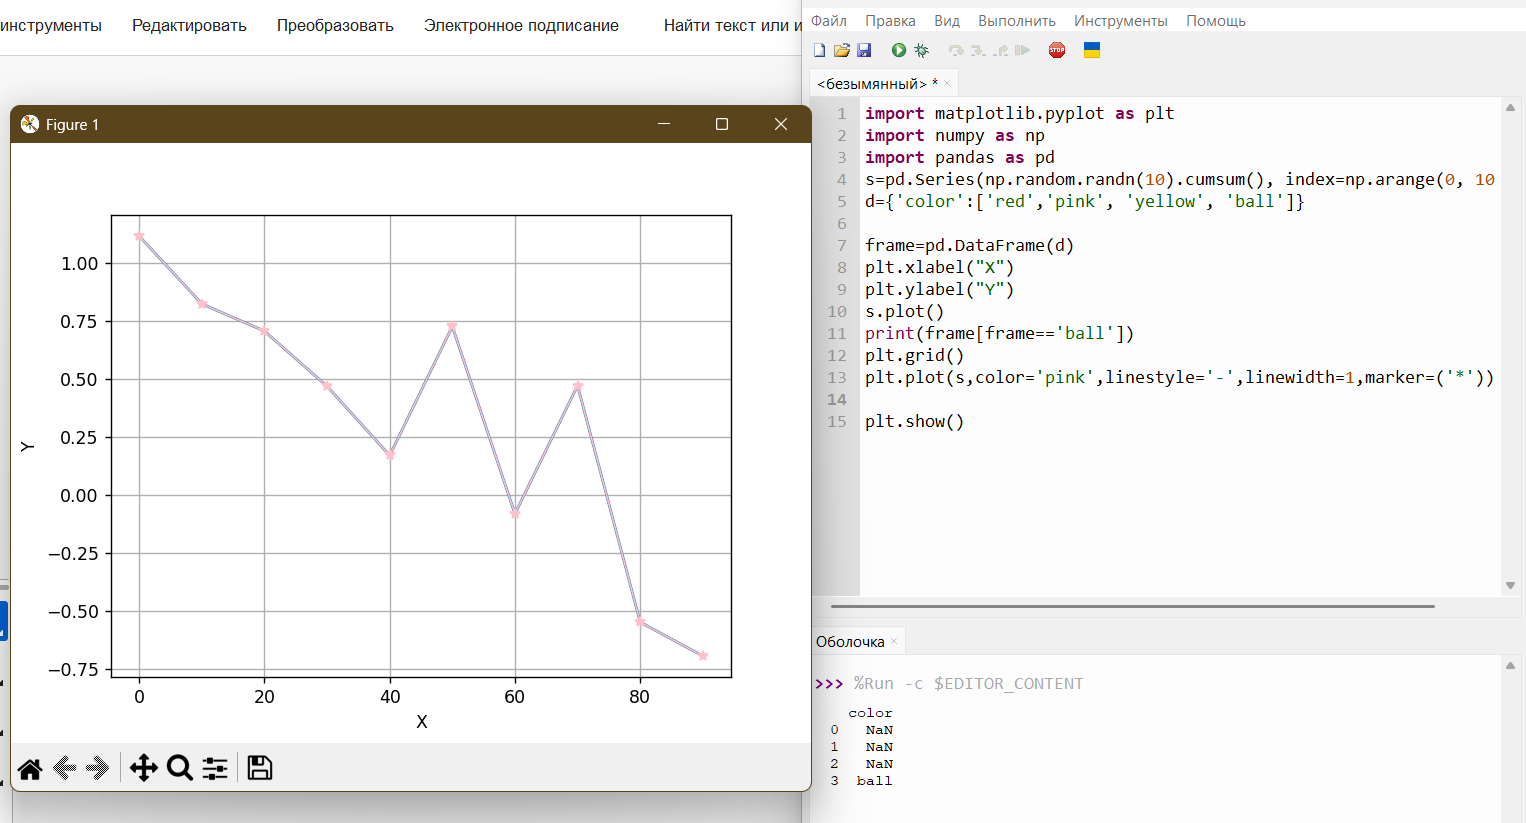 инструменты Редактировать Преобразовать Электронное подписание Найти текст или и
Figure 1
1.00
0.75
0.50
0.25
0.00
−0.25
−0.50
−0.75
Y
0 20 40 60 80
X
Файл Правка Вид Выполнить Инструменты Помощь
STOP
<безымянный> * ×
1 import matplotlib.pyplot as plt
2 import numpy as np
3 import pandas as pd
4 s=pd.Series(np.random.randn(10).cumsum(), index=np.arange(0, 10
5 d={'color':['red','pink', 'yellow', 'ball']}
6
7 frame=pd.DataFrame(d)
8 plt.xlabel("X")
9 plt.ylabel("Y")
10 s.plot()
11 print(frame[frame=='ball'])
12 plt.grid()
13 plt.plot(s,color='pink',linestyle='-',linewidth=1,marker=('*'))
14
15 plt.show()
Оболочка ×
>>> %Run -c $EDITOR_CONTENT
color
0 NaN
1 NaN
2 NaN
3 ball